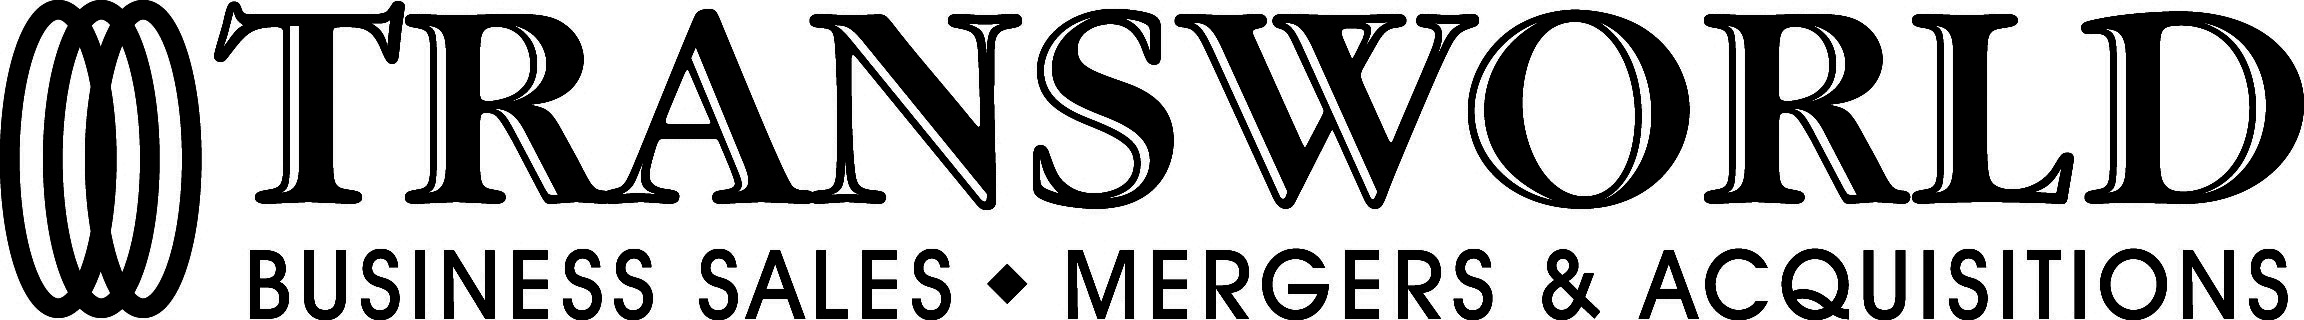 TRANSWORLD
BUSINESS SALES ◆ MERGERS & ACQUISITIONS